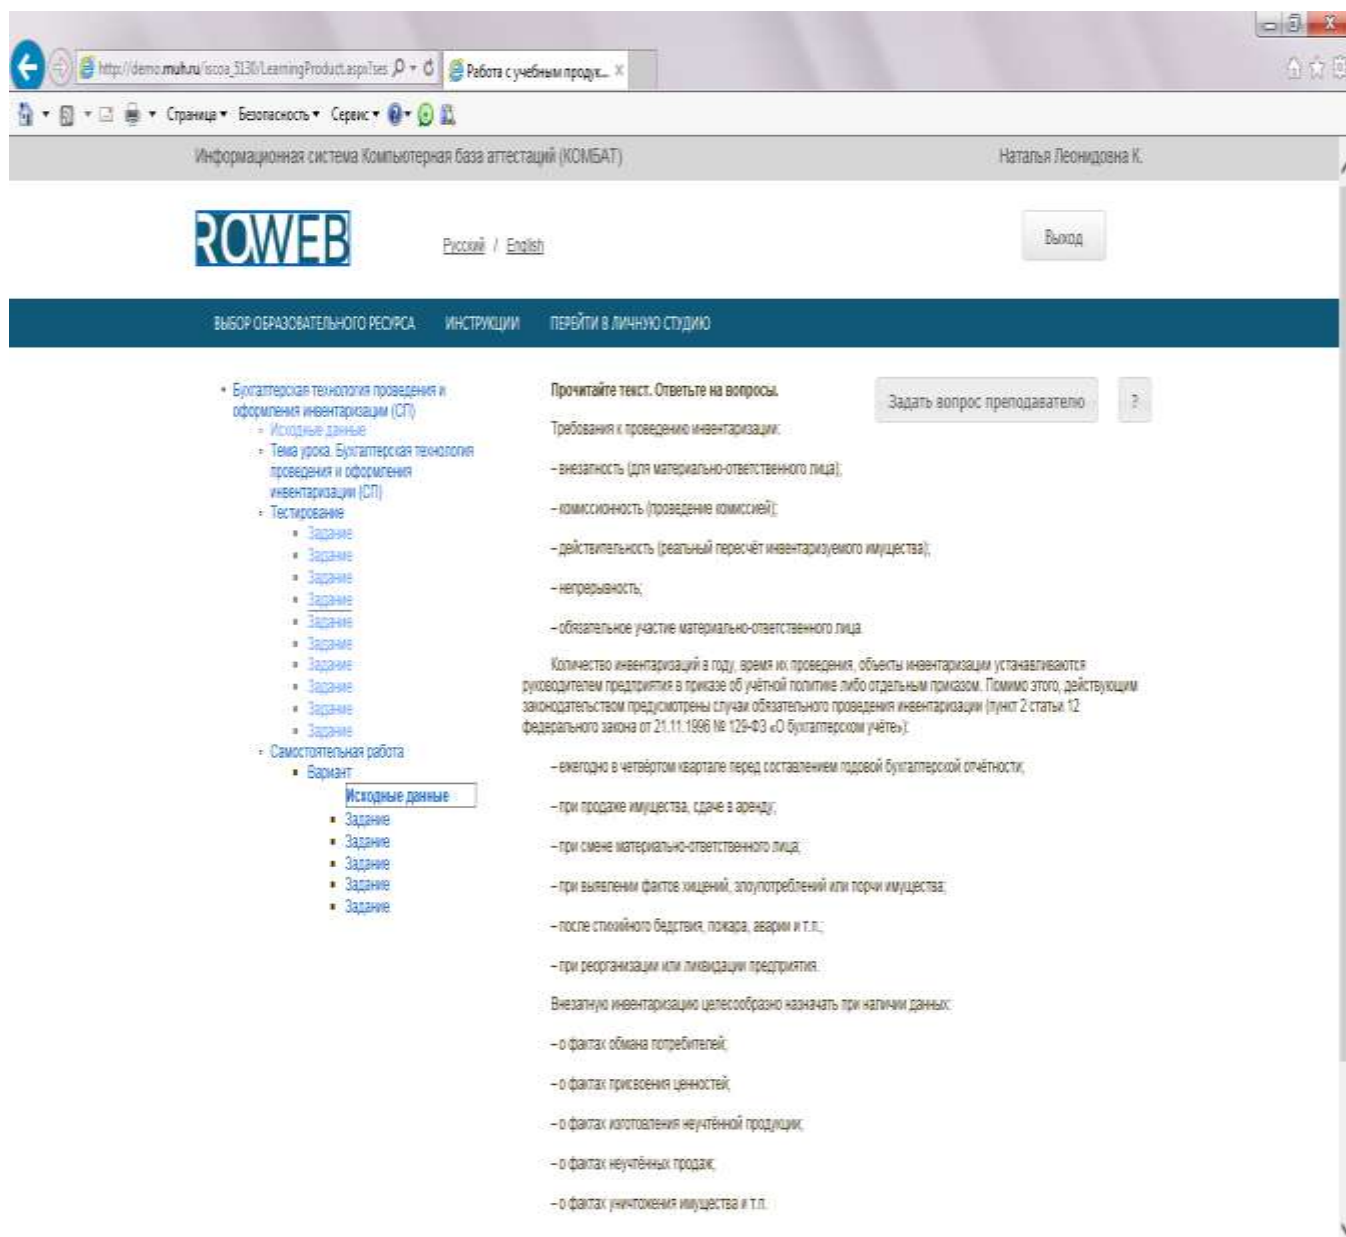 http://demo.muh.ru/iscoa_5130/LearningProduct.aspx?ses
Работа с учебным продук...
Страница Безопасность Сервис
Информационная система Компьютерная база аттестаций (КОМБАТ)
Наталья Леонидовна К.
ROWEB
Русский / English
Выход
ВЫБОР ОБРАЗОВАТЕЛЬНОГО РЕСУРСА ИНСТРУКЦИИ ПЕРЕЙТИ В ЛИЧНУЮ СТУДИЮ
Бухгалтерская технология проведения и
оформления инвентаризации (СП)
Исходные данные
Тема урока. Бухгалтерская технология
проведения и оформления
инвентаризации (СП)
Тестирование
Задание
Задание
Задание
Задание
Задание
Задание
Задание
Задание
Задание
Задание
Самостоятельная работа
Вариант
Исходные данные
Задание
Задание
Задание
Задание
Задание
Прочитайте текст. Ответьте на вопросы.
Задать вопрос преподавателю
?
Требования к проведению инвентаризации:
– внезапность (для материально-ответственного лица);
– комиссионность (проведение комиссией);
– действительность (реальный пересчёт инвентаризуемого имущества);
– непрерывность;
– обязательное участие материально-ответственного лица.
Количество инвентаризаций в году, время их проведения, объекты инвентаризации устанавливаются
руководителем предприятия в приказе об учётной политике либо отдельным приказом. Помимо этого, действующим
законодательством предусмотрены случаи обязательного проведения инвентаризации (пункт 2 статьи 12
федерального закона от 21.11.1996 № 129-ФЗ «О бухгалтерском учёте»):
– ежегодно в четвёртом квартале перед составлением годовой бухгалтерской отчётности;
– при продаже имущества, сдаче в аренду;
– при смене материально-ответственного лица;
– при выявлении фактов хищений, злоупотреблений или порчи имущества;
– после стихийного бедствия, пожара, аварии и т.п.;
– при реорганизации или ликвидации предприятия.
Внезапную инвентаризацию целесообразно назначать при наличии данных:
– о фактах обмана потребителей;
– о фактах присвоения ценностей;
– о фактах изготовления неучтённой продукции;
– о фактах неучтённых продаж;
– о фактах уничтожения имущества и т.п.